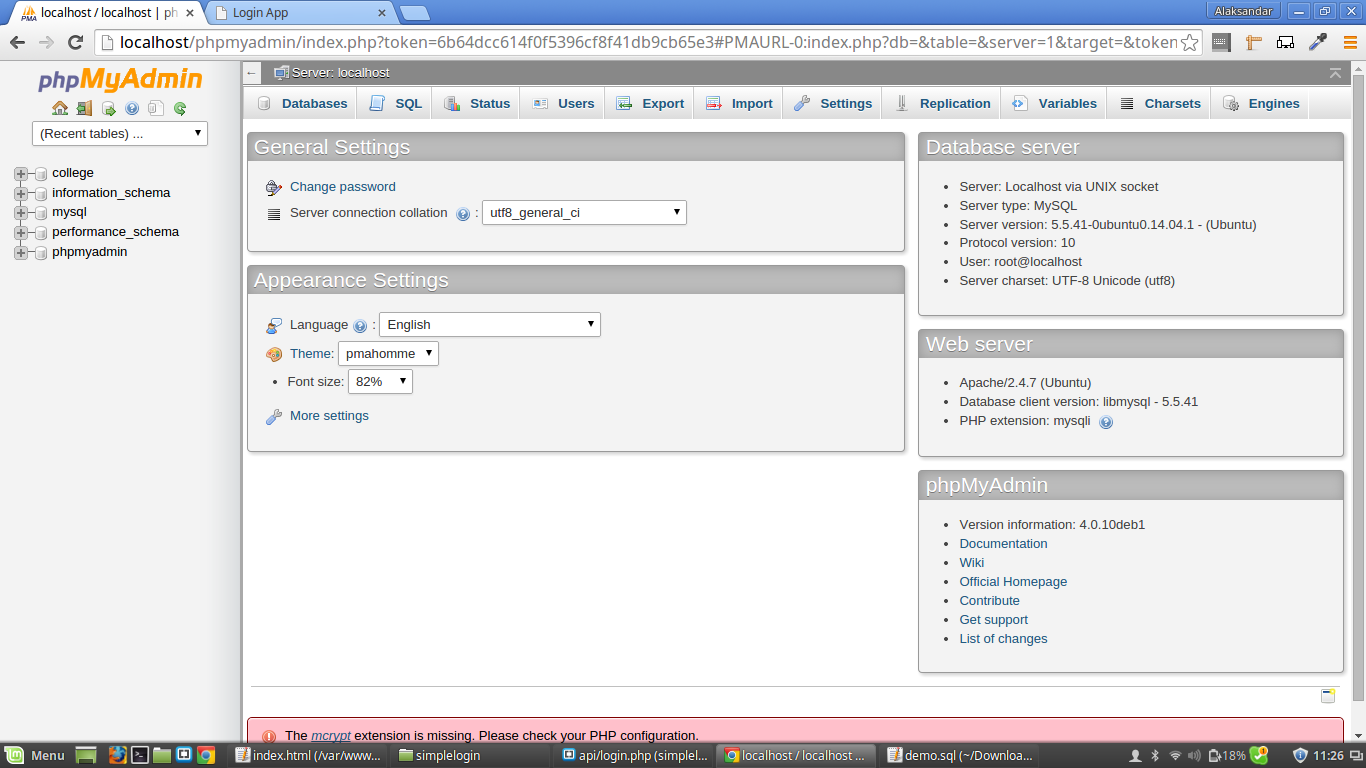 localhost / localhost | ph
Login App
Alaksandar
localhost/phpmyadmin/index.php?token=6b64dcc614f0f5396cf8f41db9cb65e3#PMAURL-0:index.php?db=&table=&server=1&target=&token
phpMyAdmin
(Recent tables) ...
college
information_schema
mysql
performance_schema
phpmyadmin
Server: localhost
Databases SQL Status Users Export Import Settings Replication Variables Charsets Engines
General Settings
Change password
Server connection collation : utf8_general_ci
Appearance Settings
Language : English
Theme: pmahomme
Font size: 82%
More settings
Database server
Server: Localhost via UNIX socket
Server type: MySQL
Server version: 5.5.41-0ubuntu0.14.04.1 - (Ubuntu)
Protocol version: 10
User: root@localhost
Server charset: UTF-8 Unicode (utf8)
Web server
Apache/2.4.7 (Ubuntu)
Database client version: libmysql - 5.5.41
PHP extension: mysqli
phpMyAdmin
Version information: 4.0.10deb1
Documentation
Wiki
Official Homepage
Contribute
Get support
List of changes
The mcrypt extension is missing. Please check your PHP configuration.
Menu
index.html (/var/www...
simplelogin
api/login.php (simplel...
localhost / localhost ...
demo.sql (~/Downloa...
18%
11:26